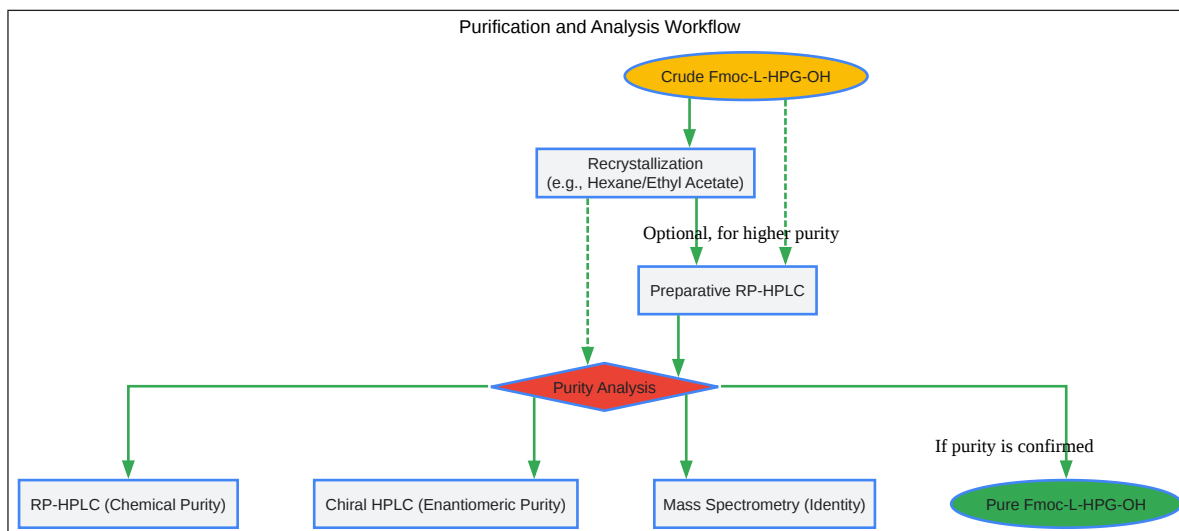 Purification and Analysis Workflow
Crude Fmoc-L-HPG-OH
Recrystallization
(e.g., Hexane/Ethyl Acetate)
Optional, for higher purity
Preparative RP-HPLC
Purity Analysis
If purity is confirmed
RP-HPLC (Chemical Purity)
Chiral HPLC (Enantiomeric Purity)
Mass Spectrometry (Identity)
Pure Fmoc-L-HPG-OH